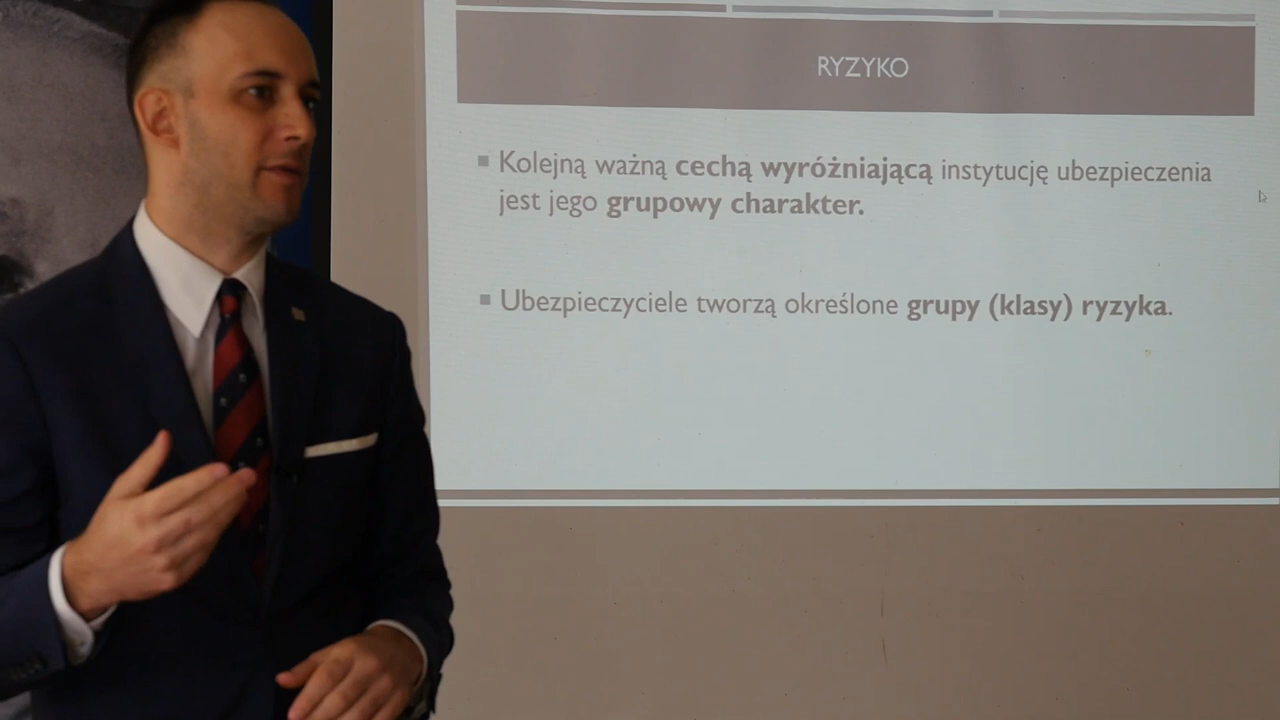 RYZYKO
Kolejną ważną cechą wyróżniającą instytucję ubezpieczenia
jest jego grupowy charakter.
Ubezpieczyciele tworzą określone grupy (klasy) ryzyka.